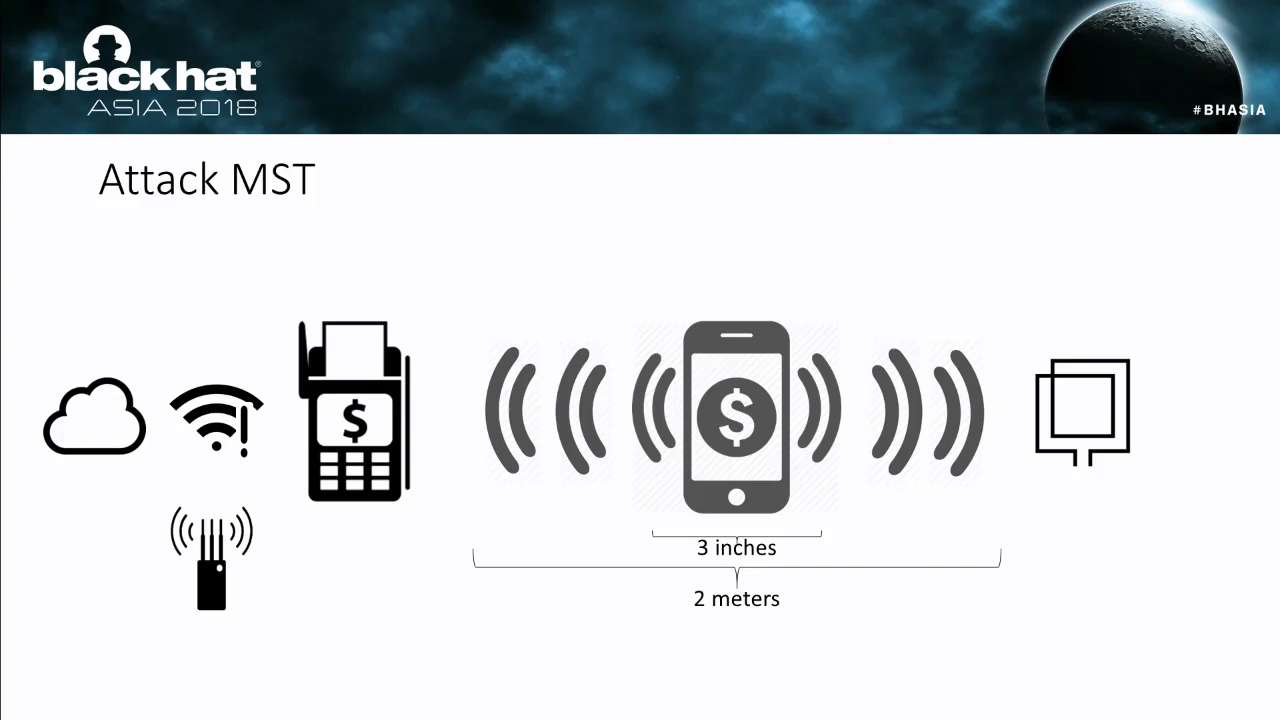 black hat®
ASIA 2018
#BHASIA
Attack MST
$
$
3 inches
2 meters